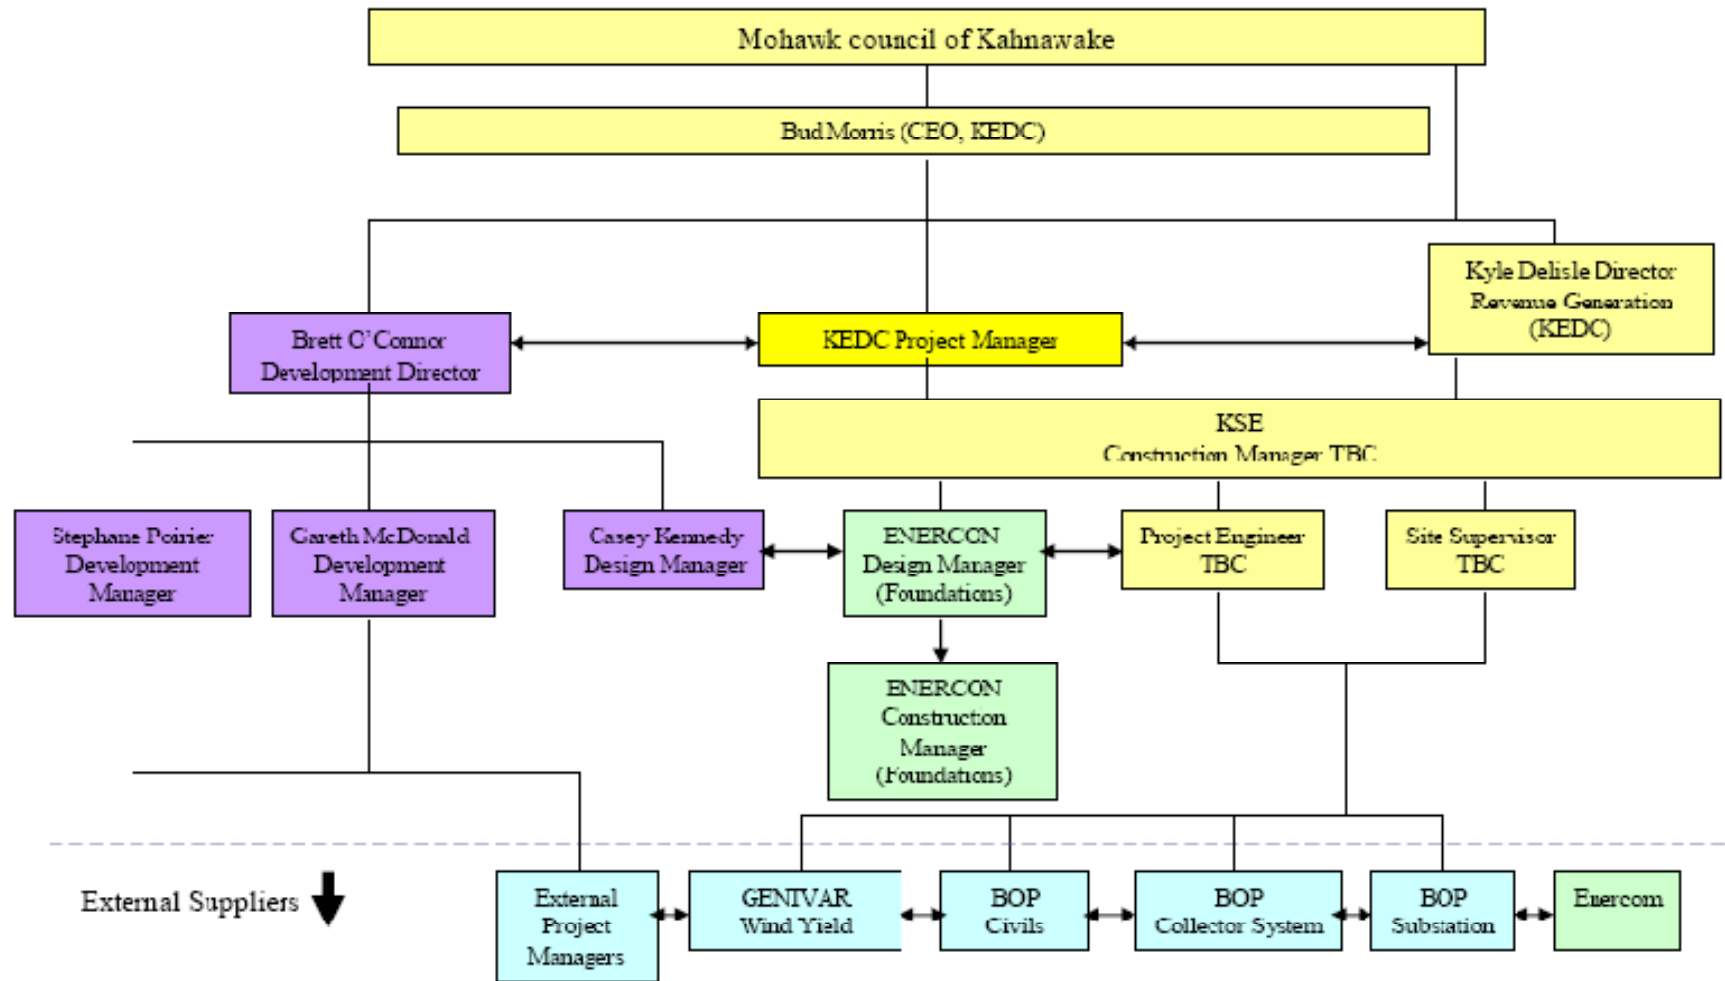 Mohawk council of Kahnawake
Bud Morris (CEO, KEDC)
Kyle Delisle Director
Revenue Generation
(KEDC)
Brett O'Connor
Development Director
KEDC Project Manager
KSE
Construction Manager TBC
Stephane Poirier
Development
Manager
Gareth McDonald
Development
Manager
Casey Kennedy
Design Manager
ENERCON
Design Manager
(Foundations)
Project Engineer
TBC
Site Supervisor
TBC
ENERCON
Construction
Manager
(Foundations)
External Suppliers
External
Project
Managers
GENIVAR
Wind Yield
BOP
Civils
BOP
Collector System
BOP
Substation
Enercom